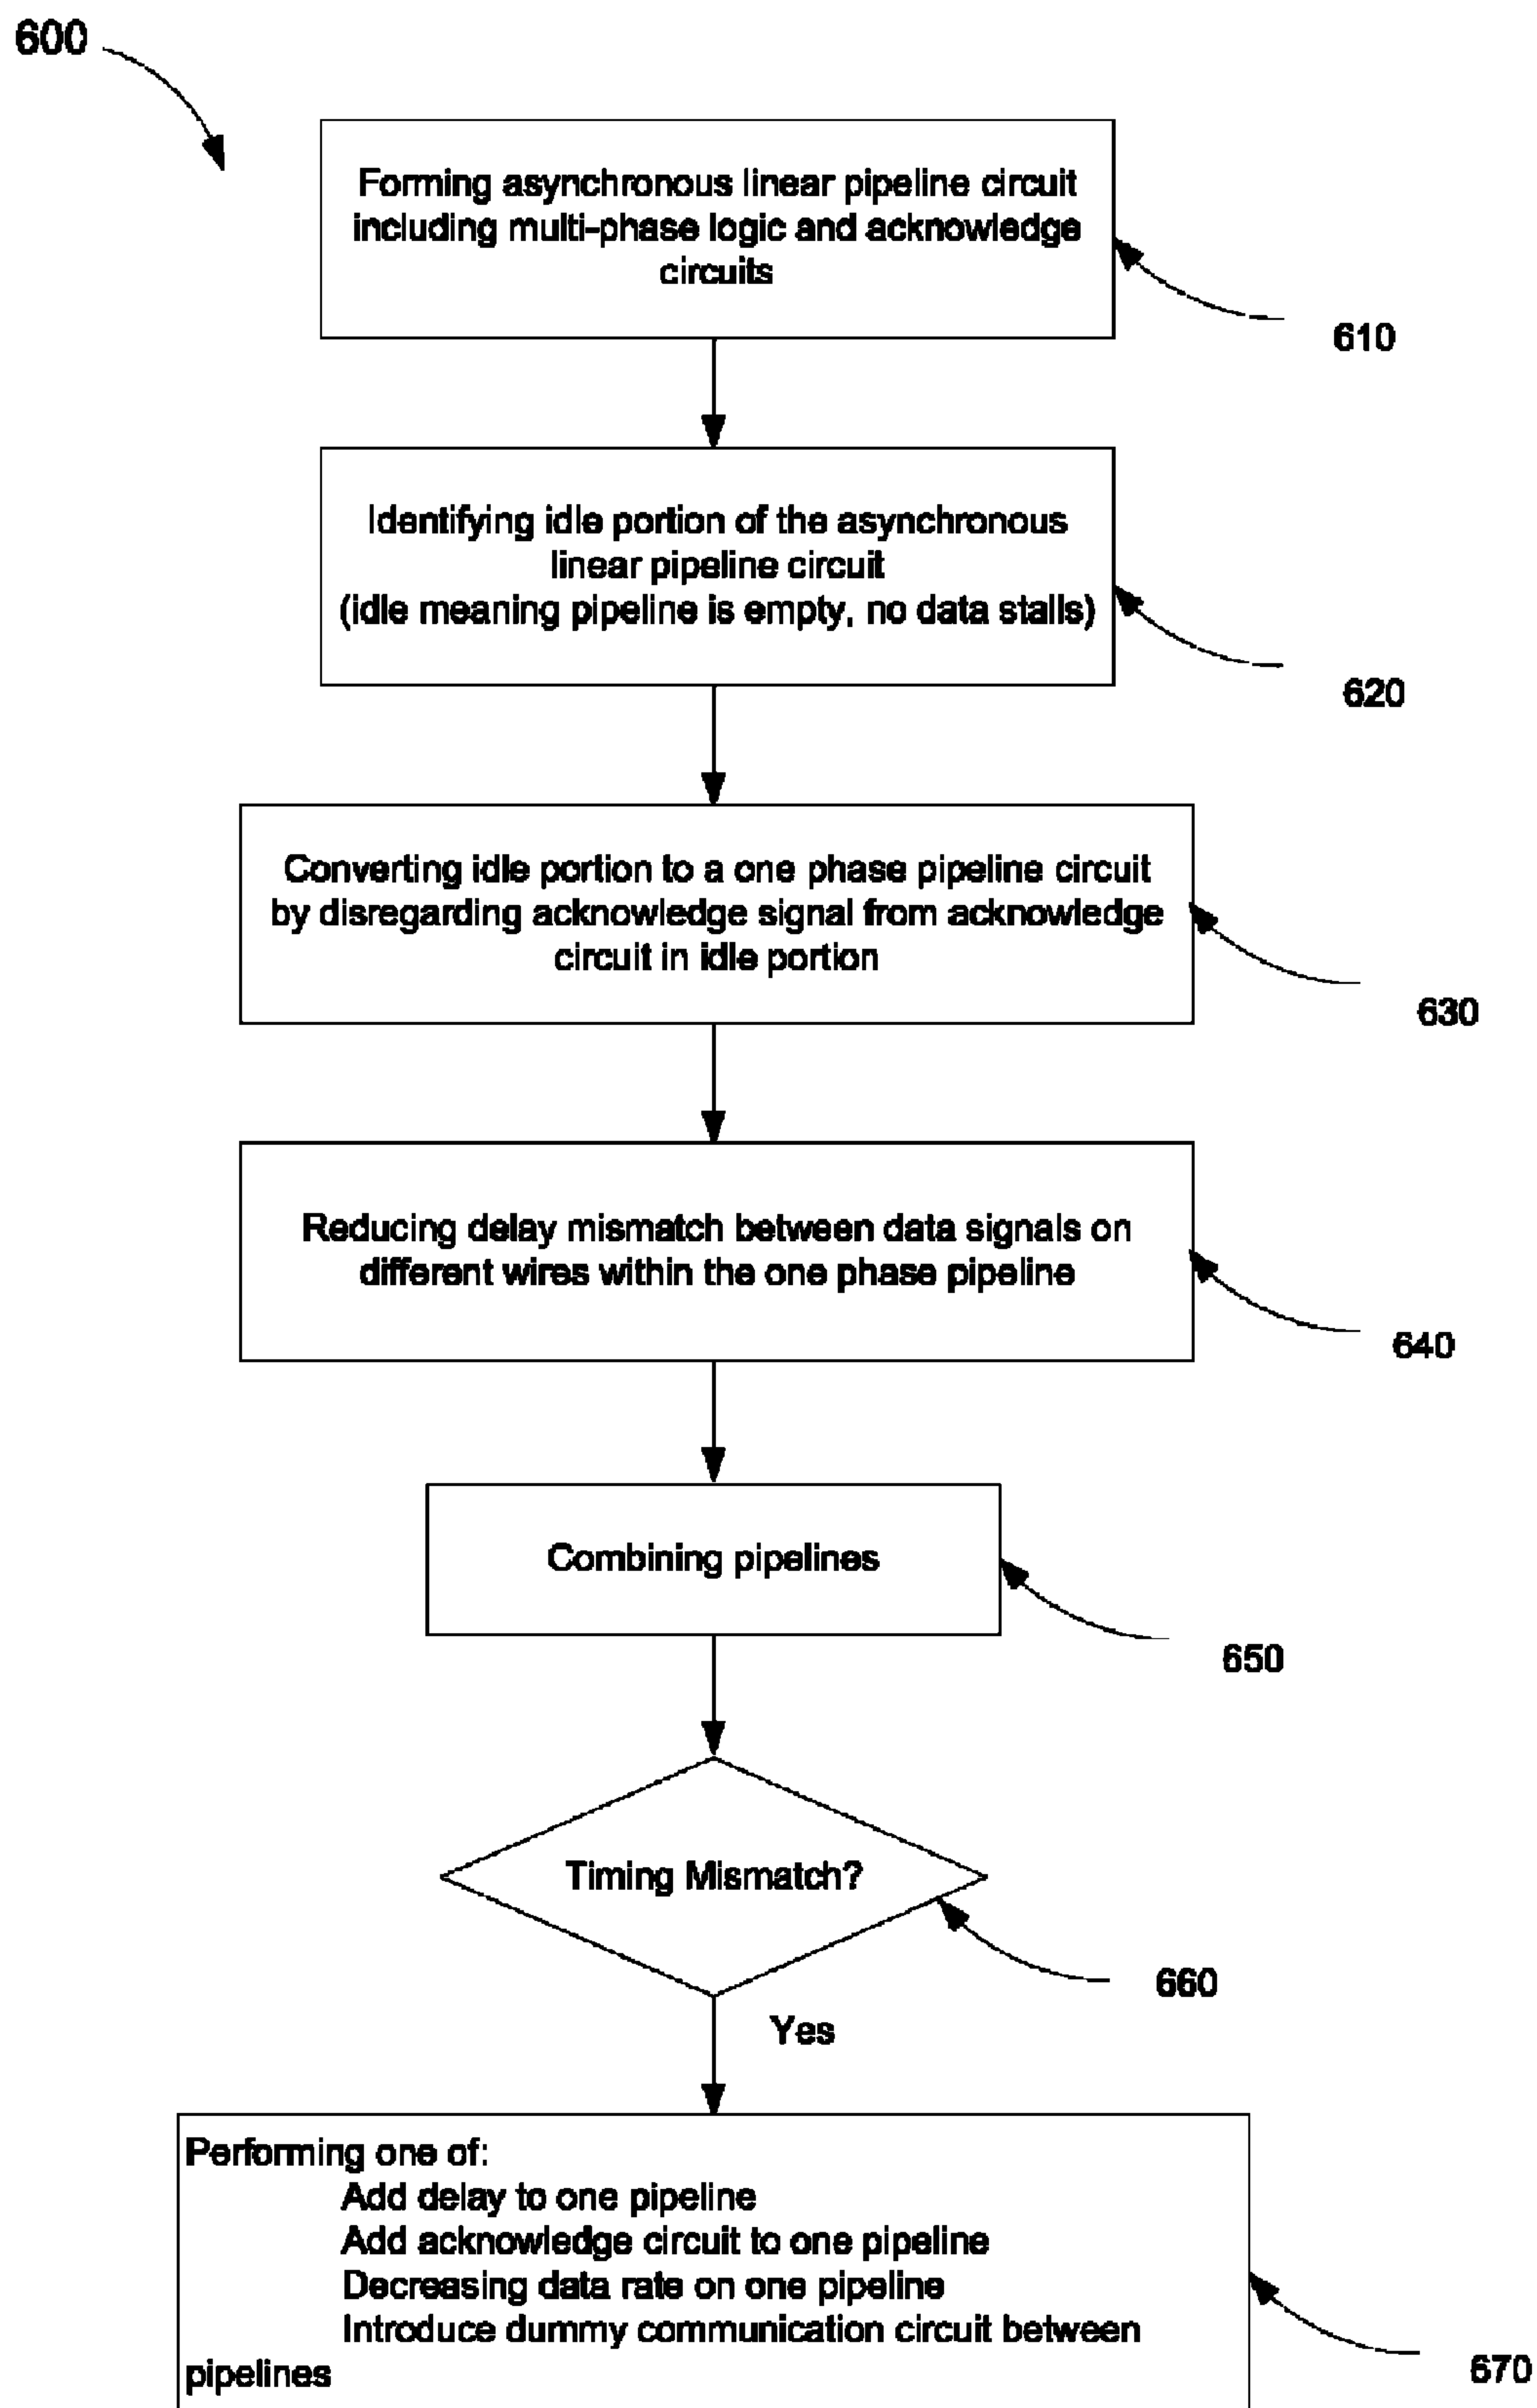 600
Forming asynchronous linear pipeline circuit
including multi-phase logic and acknowledge
circuits
610
Identifying idle portion of the asynchronous
linear pipeline circuit
(idle meaning pipeline is empty, no data stalls)
620
Converting idle portion to a one phase pipeline circuit
by disregarding acknowledge signal from acknowledge
circuit in idle portion
630
Reducing delay mismatch between data signals on
different wires within the one phase pipeline
640
Combining pipelines
650
Timing Mismatch?
660
Yes
Performing one of:
Add delay to one pipeline
Add acknowledge circuit to one pipeline
Decreasing data rate on one pipeline
Introduce dummy communication circuit between
pipelines
670